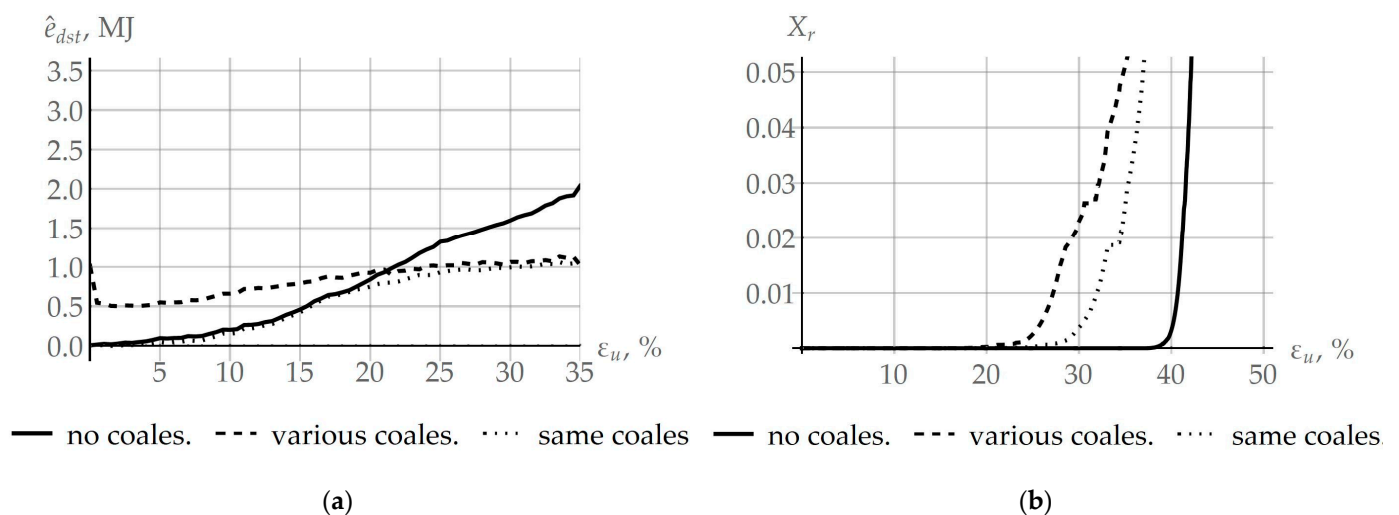 ê_dst, MJ
3.5
1.0
2.5
2.0
1.5
1.0
0.5
0.0
5 10 15 20 25 30 35
ε_u, %
no coales. various coales. same coales
(a)
X_r
0.05
0.04
0.03
0.02
0.01
10 20 30 40 50
ε_u, %
no coales. various coales. same coales.
(b)